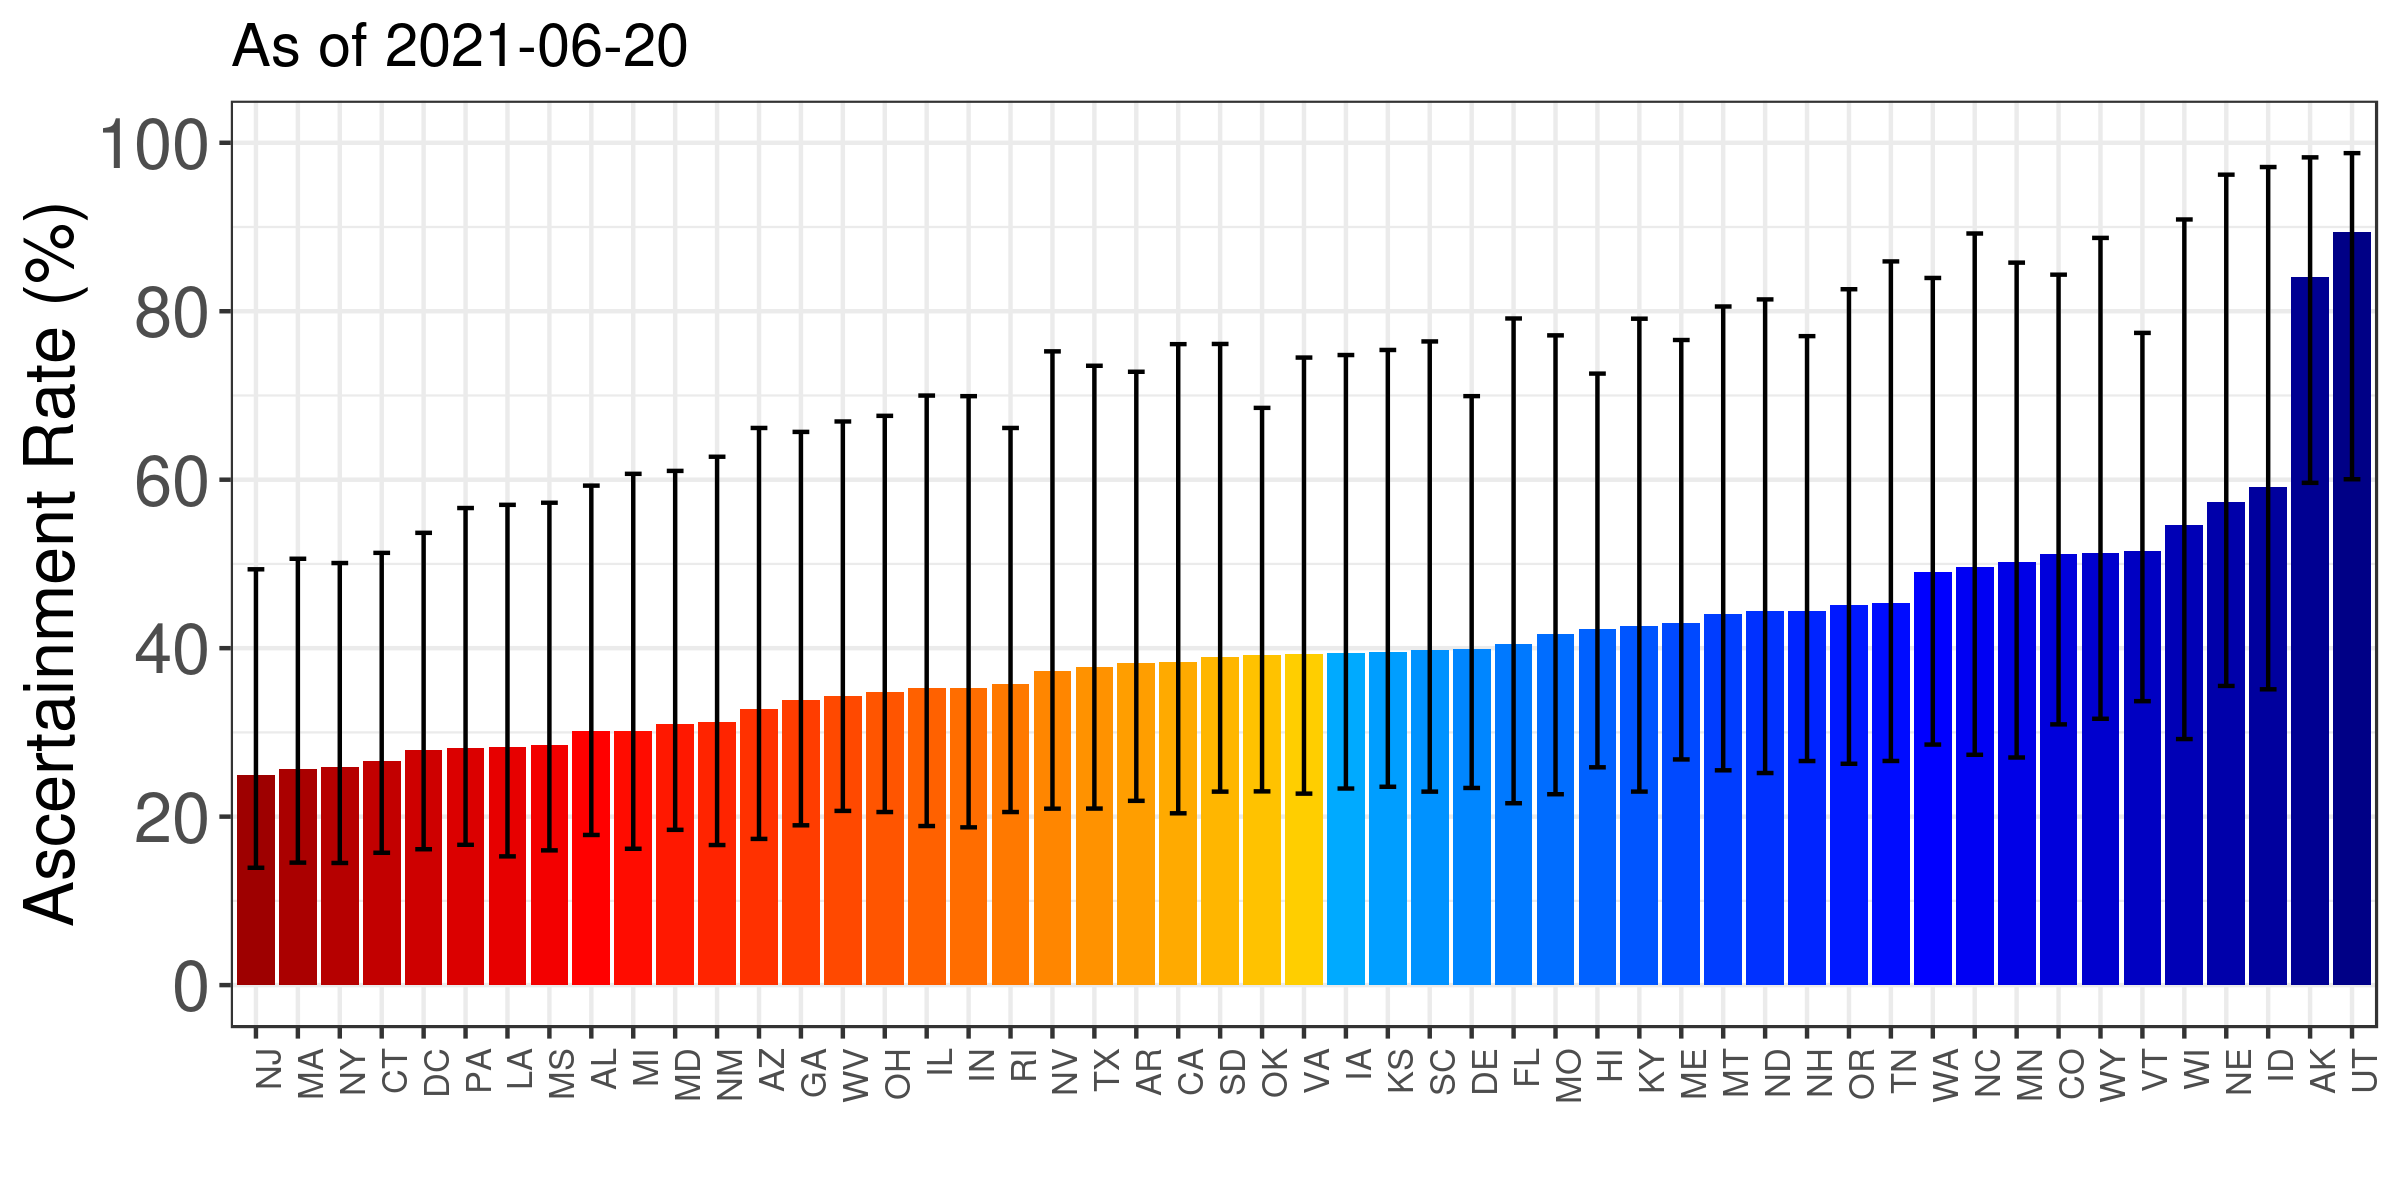 As of 2021-06-20
Ascertainment Rate (%)
100
80
60
40
20
0
NJ
MA
NY
CT
DC
PA
LA
MS
AL
MI
MD
NM
AZ
GA
WV
OH
IL
IN
RI
NV
TX
AR
CA
SD
OK
VA
IA
KS
SC
DE
FL
MO
HI
KY
ME
MT
ND
NH
OR
TN
WA
NC
MN
CO
WY
VT
WI
NE
ID
AK
UT